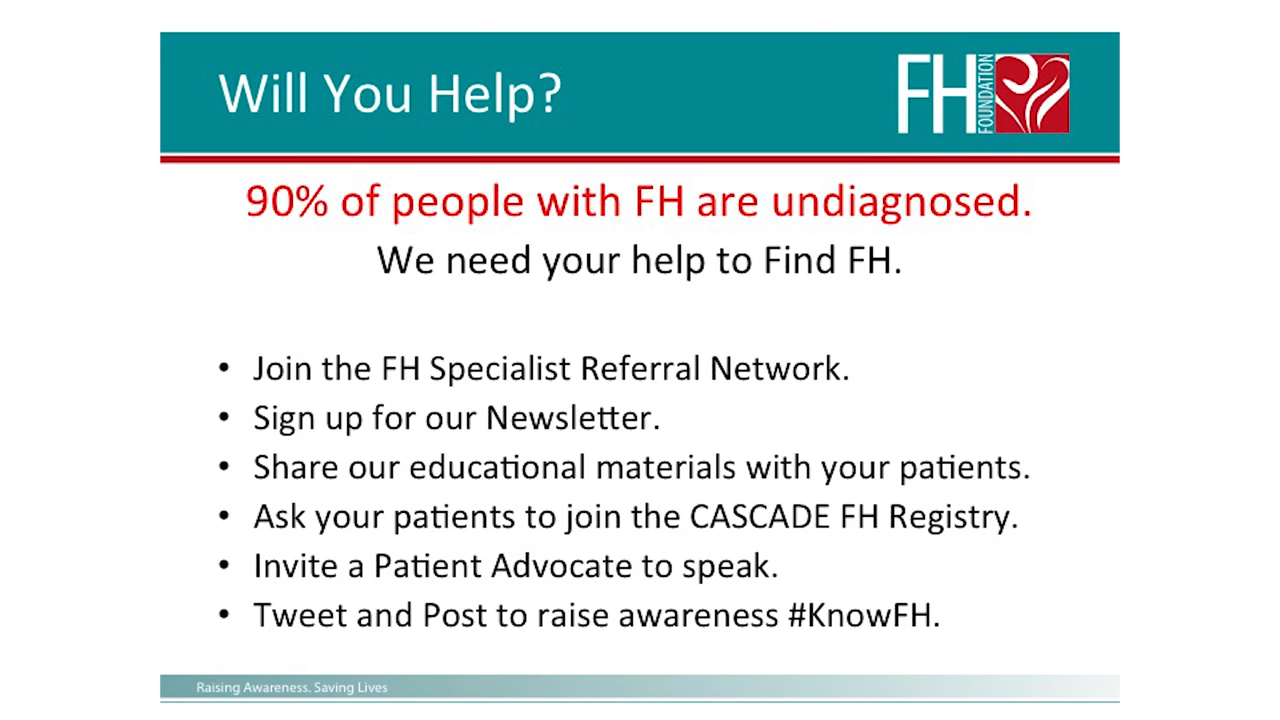 Will You Help?
FH
FOUNDATION
90% of people with FH are undiagnosed.
We need your help to Find FH.
• Join the FH Specialist Referral Network.
• Sign up for our Newsletter.
• Share our educational materials with your patients.
• Ask your patients to join the CASCADE FH Registry.
• Invite a Patient Advocate to speak.
• Tweet and Post to raise awareness #KnowFH.
Raising Awareness. Saving Lives